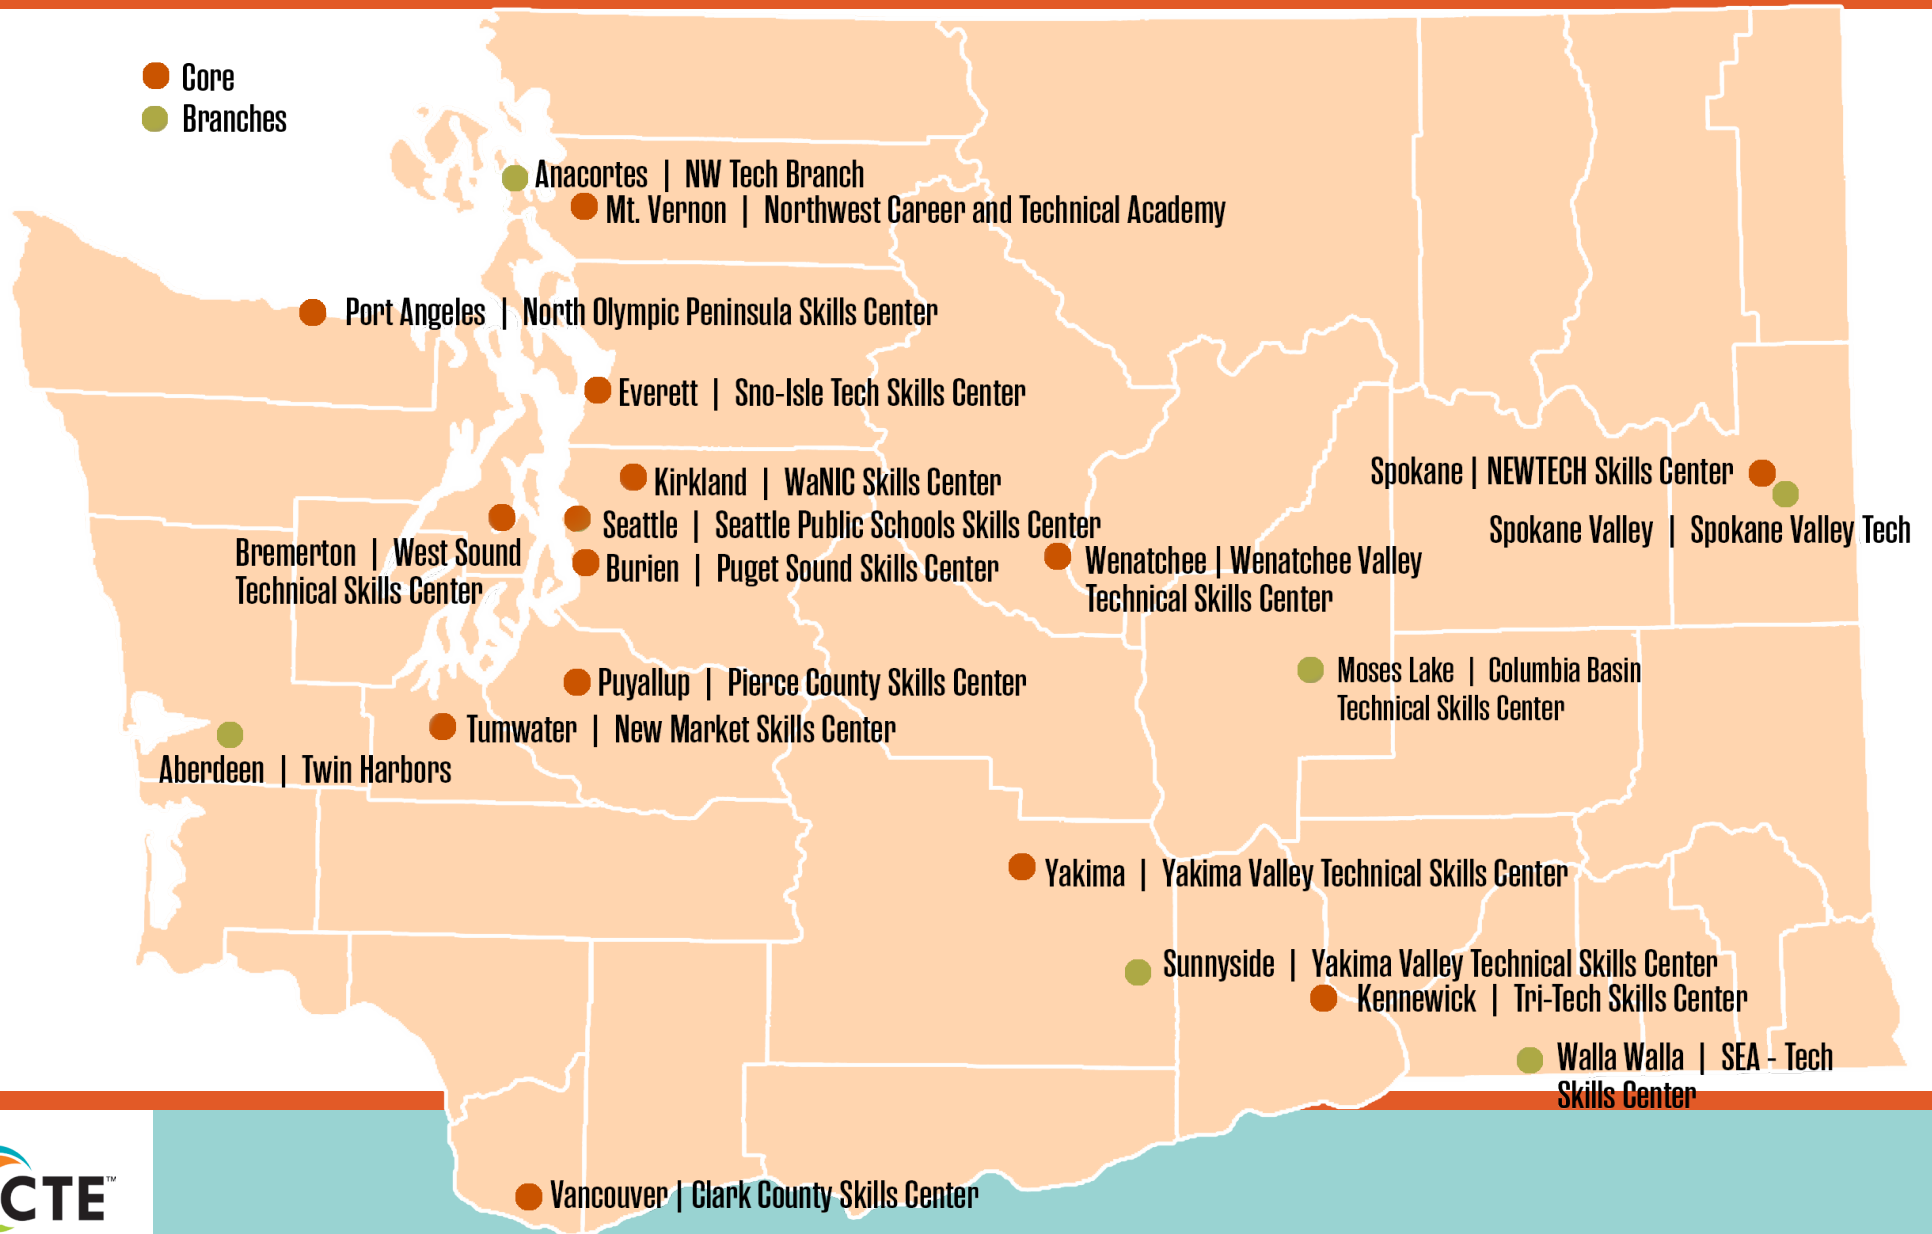 Core
Branches
Anacortes | NW Tech Branch
Mt. Vernon | Northwest Career and Technical Academy
Port Angeles | North Olympic Peninsula Skills Center
Everett | Sno-Isle Tech Skills Center
Kirkland | WaNIC Skills Center
Spokane | NEWTECH Skills Center
Seattle | Seattle Public Schools Skills Center
Spokane Valley | Spokane Valley Tech
Bremerton | West Sound
Technical Skills Center
Burien | Puget Sound Skills Center
Wenatchee | Wenatchee Valley
Technical Skills Center
Puyallup | Pierce County Skills Center
Moses Lake | Columbia Basin
Technical Skills Center
Tumwater | New Market Skills Center
Aberdeen | Twin Harbors
Yakima | Yakima Valley Technical Skills Center
Sunnyside | Yakima Valley Technical Skills Center
Kennewick | Tri-Tech Skills Center
Walla Walla | SEA - Tech
Skills Center
Vancouver | Clark County Skills Center
CTE™